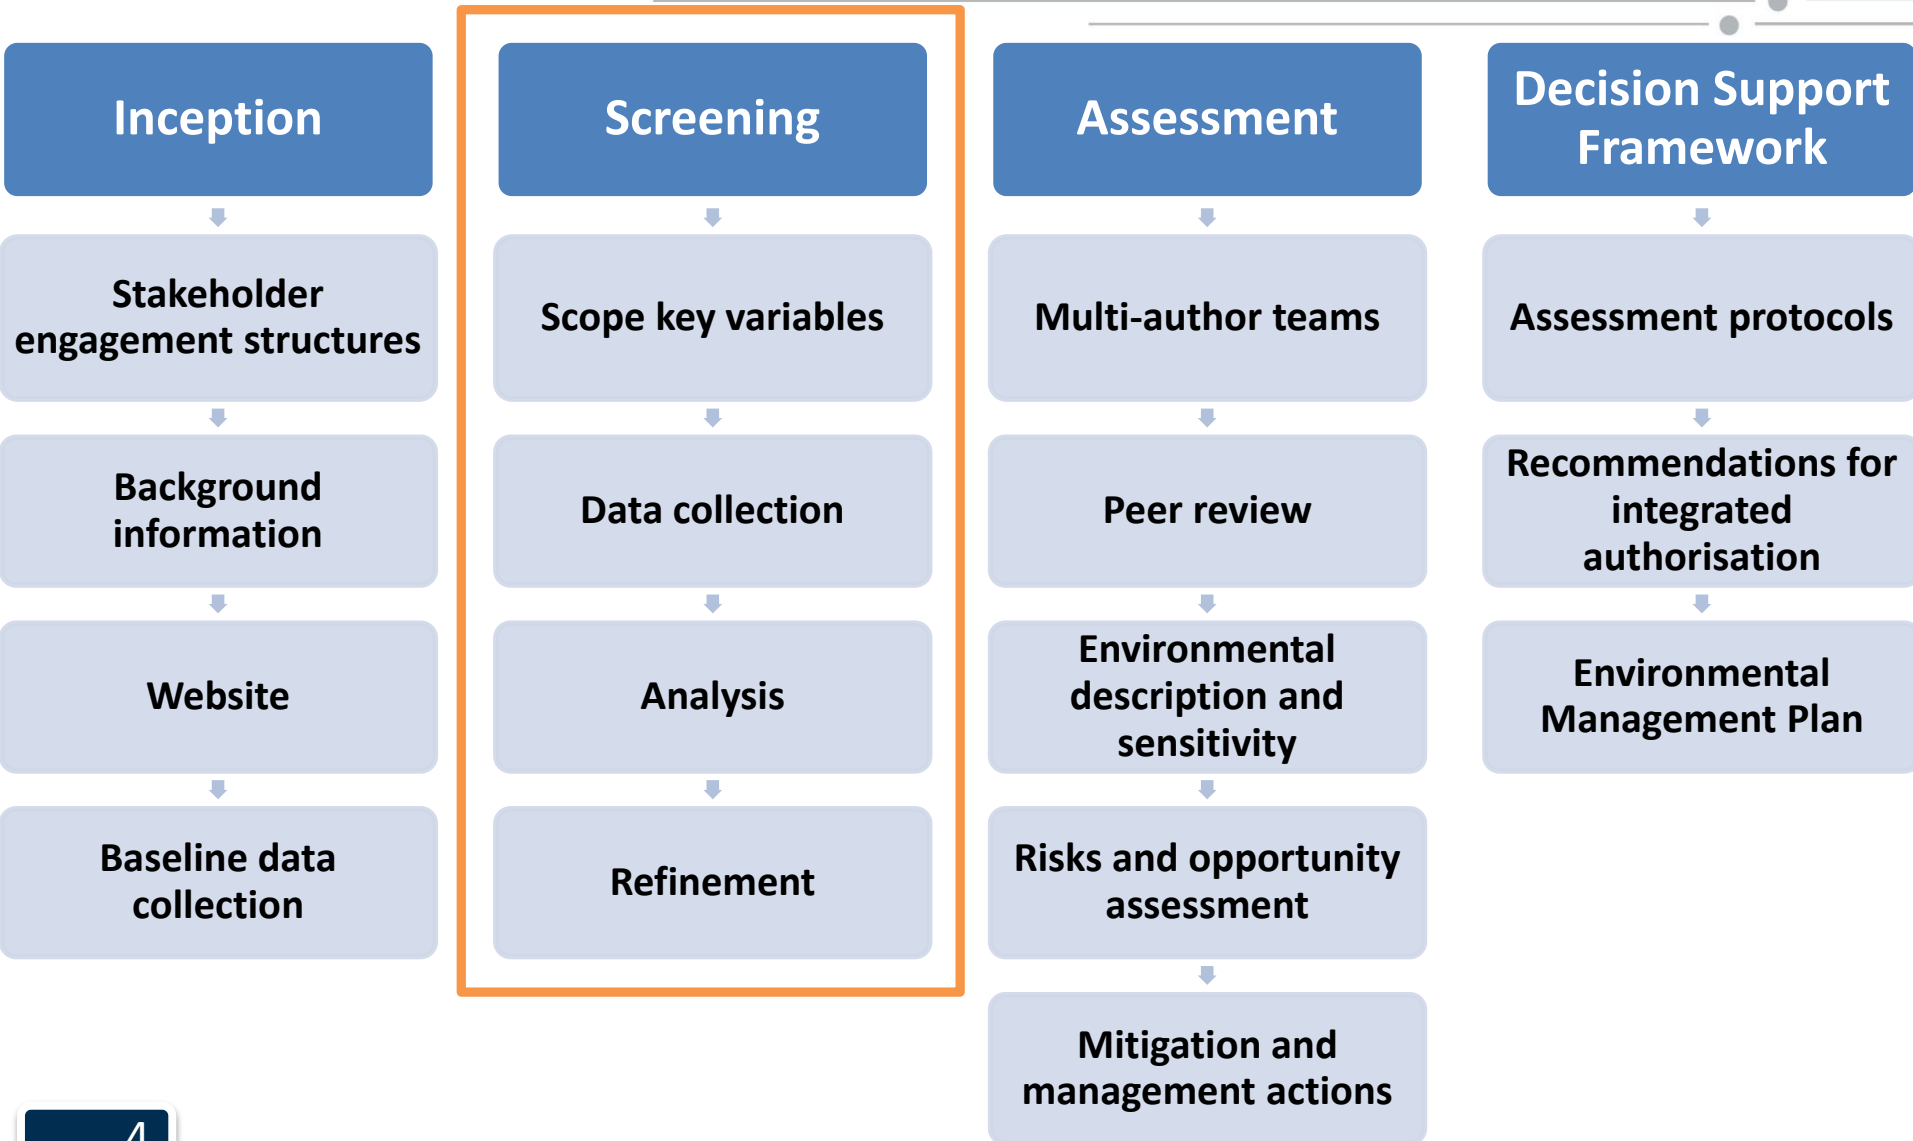 Inception
Stakeholder
engagement structures
Background
information
Website
Baseline data
collection
Screening
Scope key variables
Data collection
Analysis
Refinement
Assessment
Multi-author teams
Peer review
Environmental
description and
sensitivity
Risks and opportunity
assessment
Mitigation and
management actions
Decision Support
Framework
Assessment protocols
Recommendations for
integrated
authorisation
Environmental
Management Plan
4